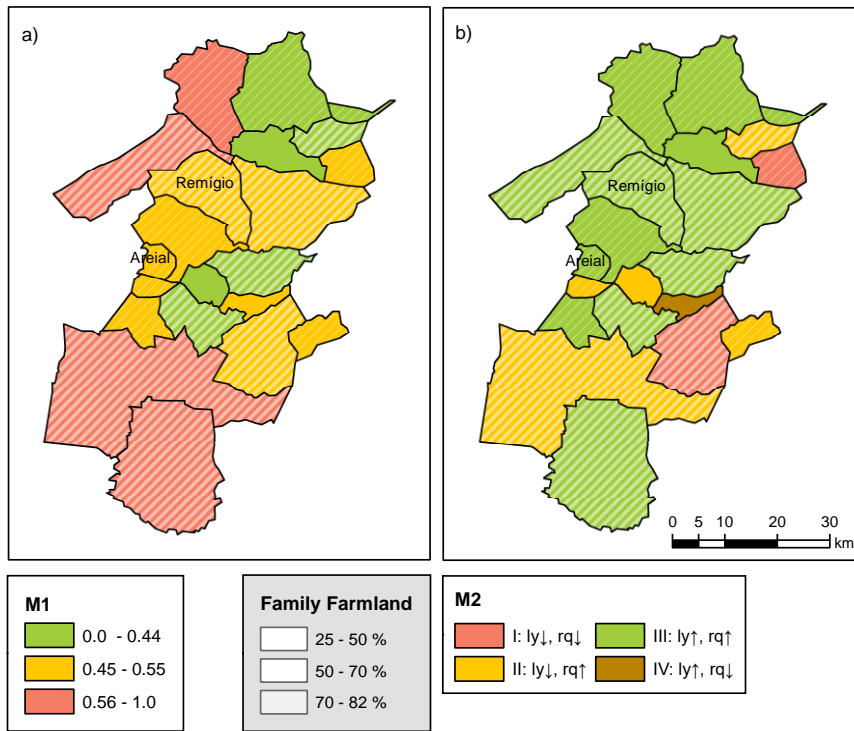 a)
Remígio
Areial
b)
Remígio
Areial
0 5 10 20 30
km
M1
0.0 - 0.44
0.45 - 0.55
0.56 - 1.0
Family Farmland
25 - 50 %
50 - 70 %
70 - 82 %
M2
I: ly↓, rq↓
II: ly↓, rq↑
III: ly↑, rq↑
IV: ly↑, rq↓